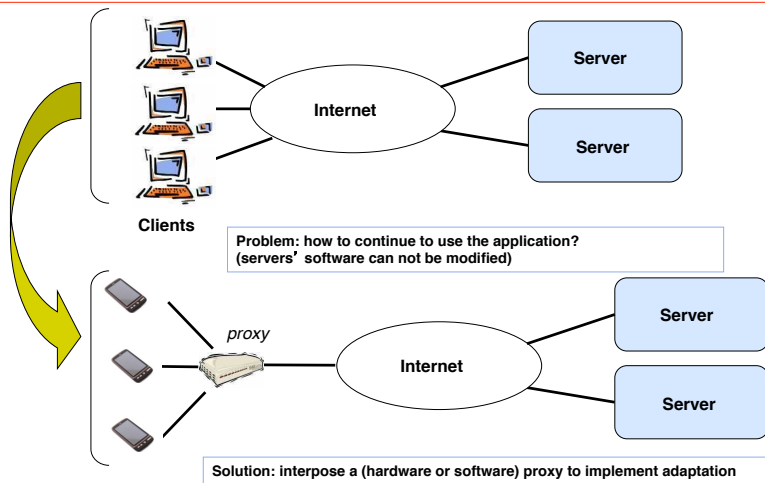 Server
Internet
Server
Clients
Problem: how to continue to use the application?
(servers’ software can not be modified)
proxy
Server
Internet
Server
Solution: interpose a (hardware or software) proxy to implement adaptation